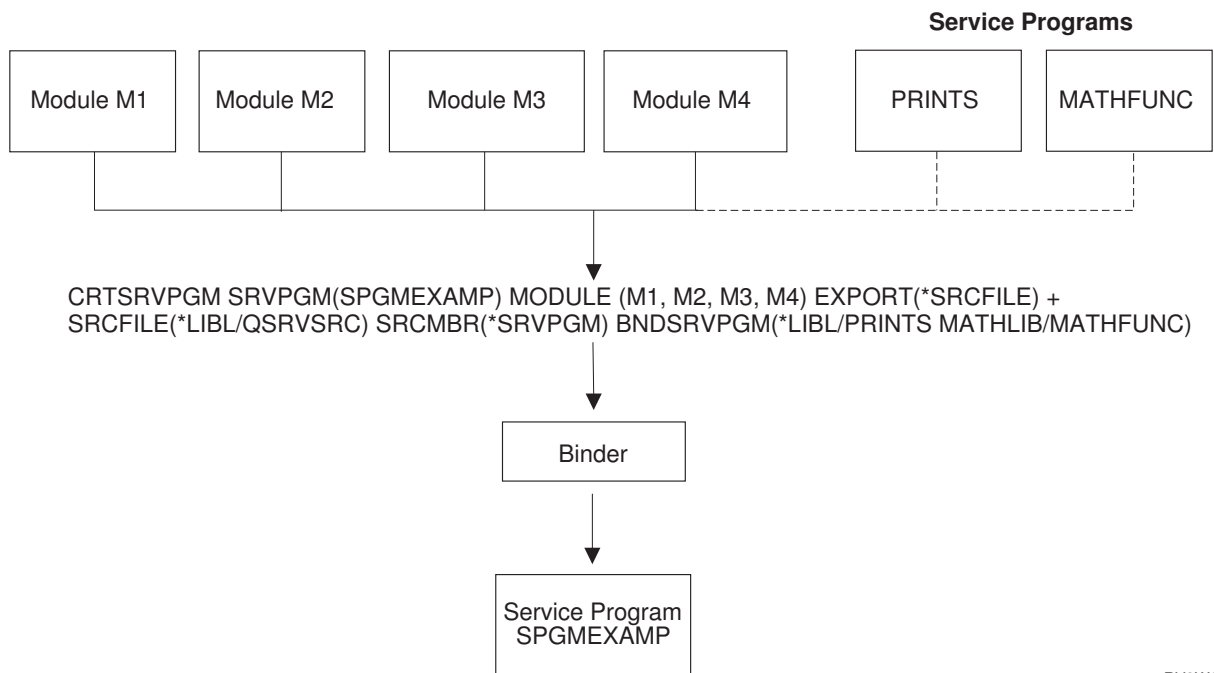 Service Programs
Module M1
Module M2
Module M3
Module M4
PRINTS
MATHFUNC
CRTSRVPGM SRVPGM(SPGMEXAMP) MODULE (M1, M2, M3, M4) EXPORT(*SRCFILE) +
SRCFILE(*LIBL/QSRVSRC) SRCMBR(*SRVPGM) BNDSRVPGM(*LIBL/PRINTS MATHLIB/MATHFUNC)
Binder
Service Program
SPGMEXAMP